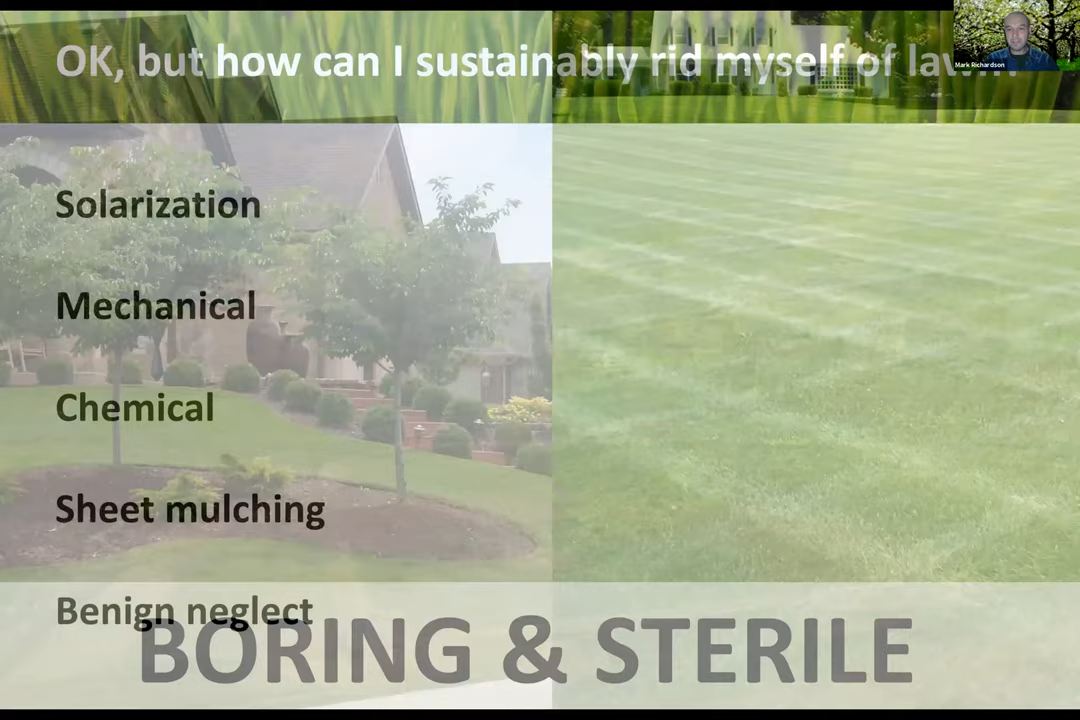 OK, but how can I sustainably rid myself of
Mark Richardson
Solarization
Mechanical
Chemical
Sheet mulching
Benign neglect
BORING & STERILE